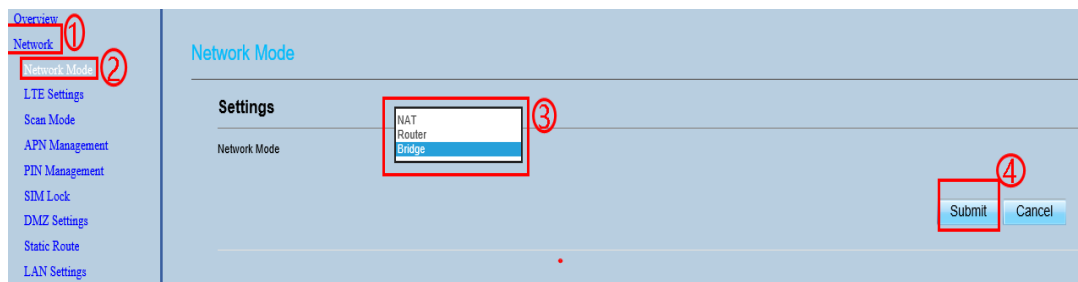 Overview
Network
①
Network Mode
②
LTE Settings
Scan Mode
APN Management
PIN Management
SIM Lock
DMZ Settings
Static Route
LAN Settings
Network Mode
Settings
NAT
Router
Bridge
③
Network Mode
④
Submit
Cancel